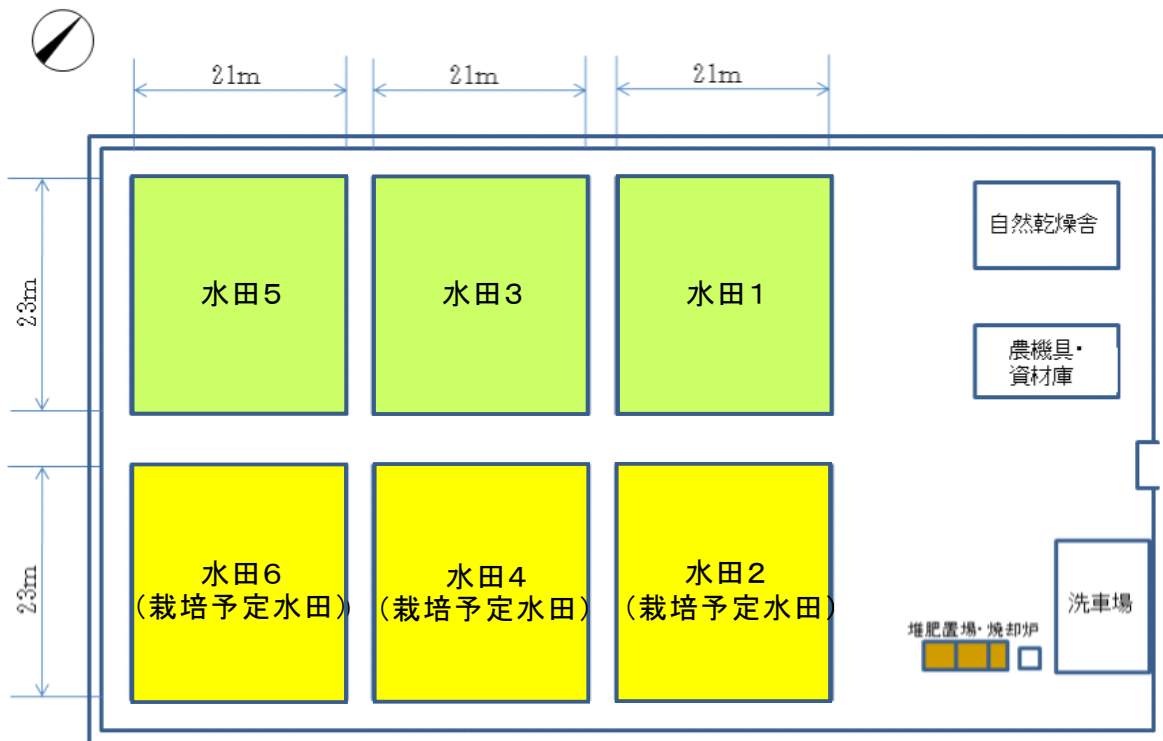 21m
21m
21m
23m
水田5
水田3
水田1
自然乾燥舎
農機具・
資材庫
23m
水田6
(栽培予定水田)
水田4
(栽培予定水田)
水田2
(栽培予定水田)
堆肥置場・焼却炉
洗車場